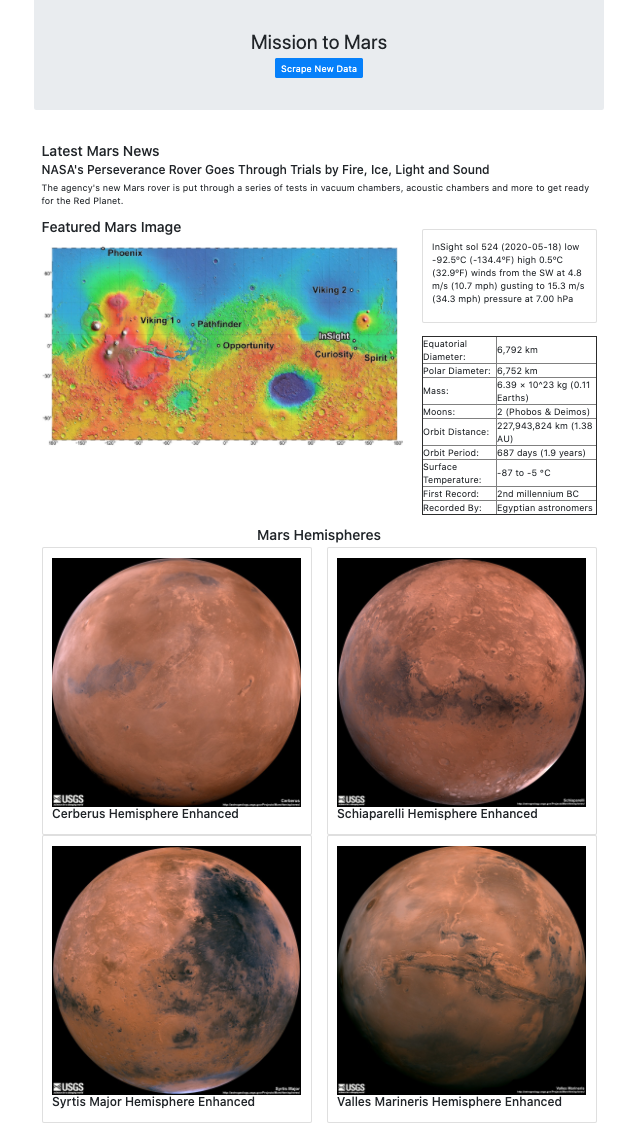 Mission to Mars
Scrape New Data
Latest Mars News
NASA's Perseverance Rover Goes Through Trials by Fire, Ice, Light and Sound
The agency's new Mars rover is put through a series of tests in vacuum chambers, acoustic chambers and more to get ready
for the Red Planet.
Featured Mars Image
Phoenix
Viking 2
Viking 1
Pathfinder
InSight
Opportunity
Curiosity
Spirit
InSight sol 524 (2020-05-18) low
-92.5ºC (-134.4ºF) high 0.5ºC
(32.9ºF) winds from the SW at 4.8
m/s (10.7 mph) gusting to 15.3 m/s
(34.3 mph) pressure at 7.00 hPa
Equatorial
Diameter:
6,792 km
Polar Diameter: 6,752 km
Mass:
6.39 × 10^23 kg (0.11
Earths)
Moons: 2 (Phobos & Deimos)
Orbit Distance:
227,943,824 km (1.38
AU)
Orbit Period: 687 days (1.9 years)
Surface
Temperature:
-87 to -5 °C
First Record: 2nd millennium BC
Recorded By: Egyptian astronomers
Mars Hemispheres
USGS
Cerberus
Cerberus Hemisphere Enhanced
USGS
Schiaparelli
Schiaparelli Hemisphere Enhanced
USGS
Syrtis Major
Syrtis Major Hemisphere Enhanced
USGS
Valles Marineris
Valles Marineris Hemisphere Enhanced